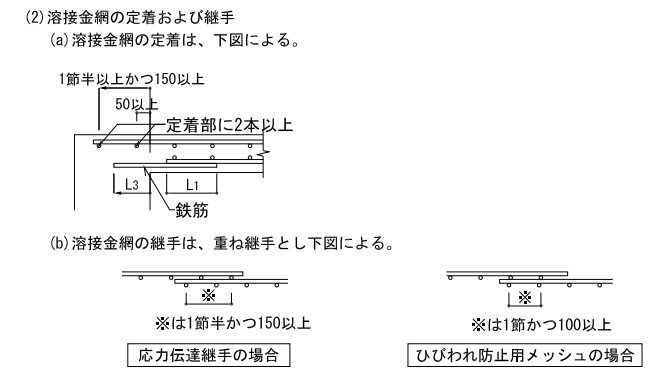 (2)溶接金網の定着および継手
(a)溶接金網の定着は、下図による。
1節半以上かつ150以上
50以上
定着部に2本以上
L3
L1
鉄筋
(b)溶接金網の継手は、重ね継手とし下図による。
※
※
※は1節半かつ150以上
※は1節かつ100以上
応力伝達継手の場合
ひびわれ防止用メッシュの場合